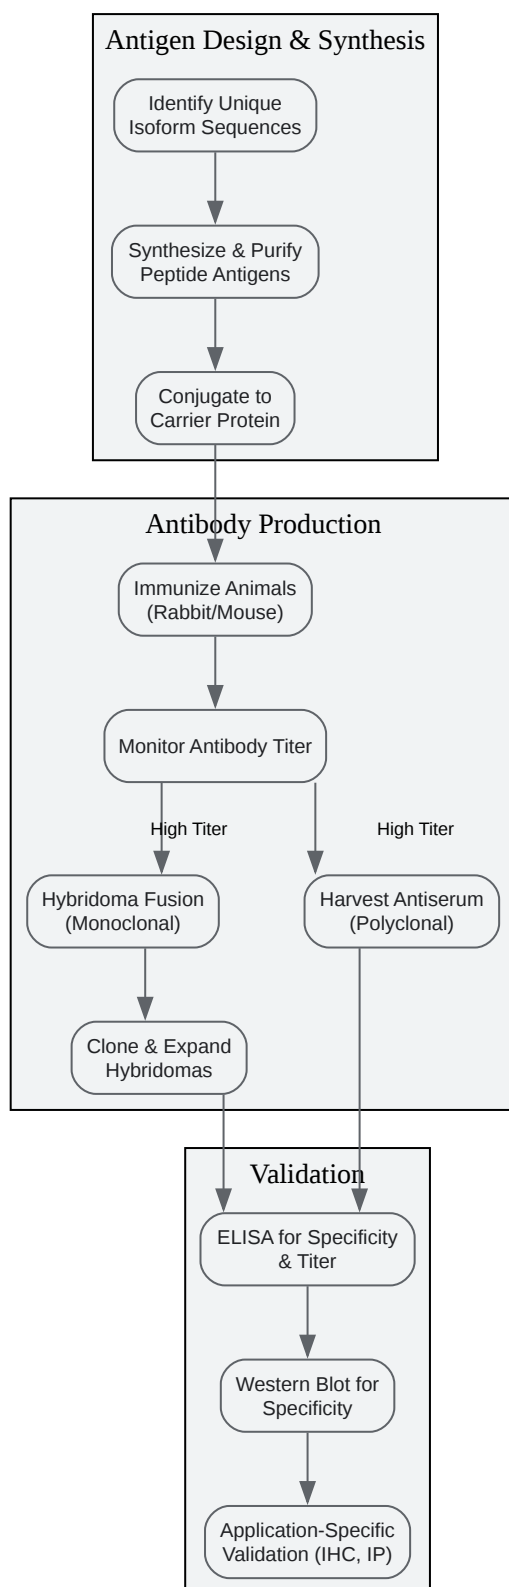 Antigen Design & Synthesis
Identify Unique
Isoform Sequences
Synthesize & Purify
Peptide Antigens
Conjugate to
Carrier Protein
Antibody Production
Immunize Animals
(Rabbit/Mouse)
Monitor Antibody Titer
High Titer
High Titer
Hybridoma Fusion
(Monoclonal)
Harvest Antiserum
(Polyclonal)
Clone & Expand
Hybridomas
Validation
ELISA for Specificity
& Titer
Western Blot for
Specificity
Application-Specific
Validation (IHC, IP)